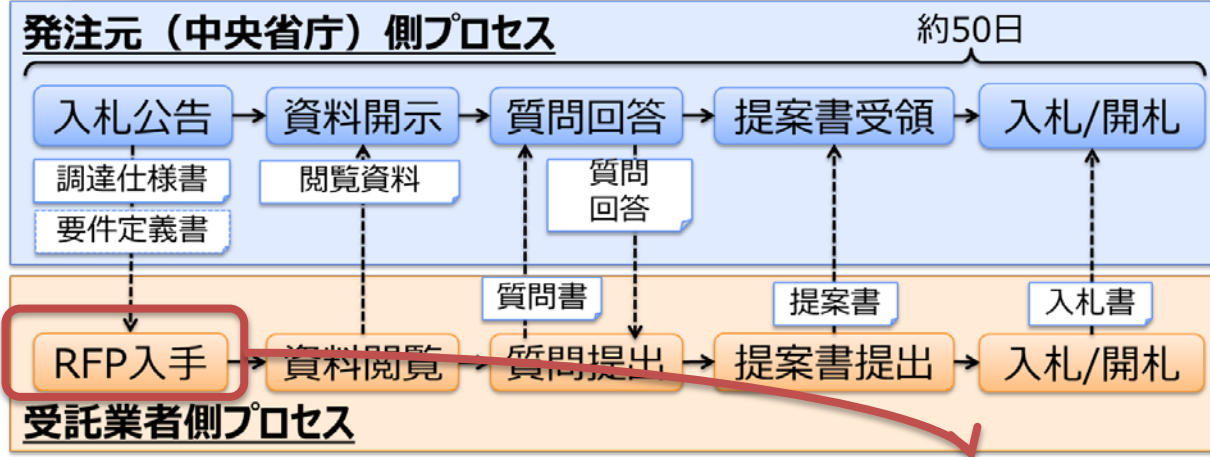 発注元（中央省庁）側プロセス
約50日
入札公告
資料開示
質問回答
提案書受領
入札/開札
調達仕様書
要件定義書
閲覧資料
質問
回答
質問書
提案書
入札書
RFP入手
資料閲覧
質問提出
提案書提出
入札/開札
受託業者側プロセス